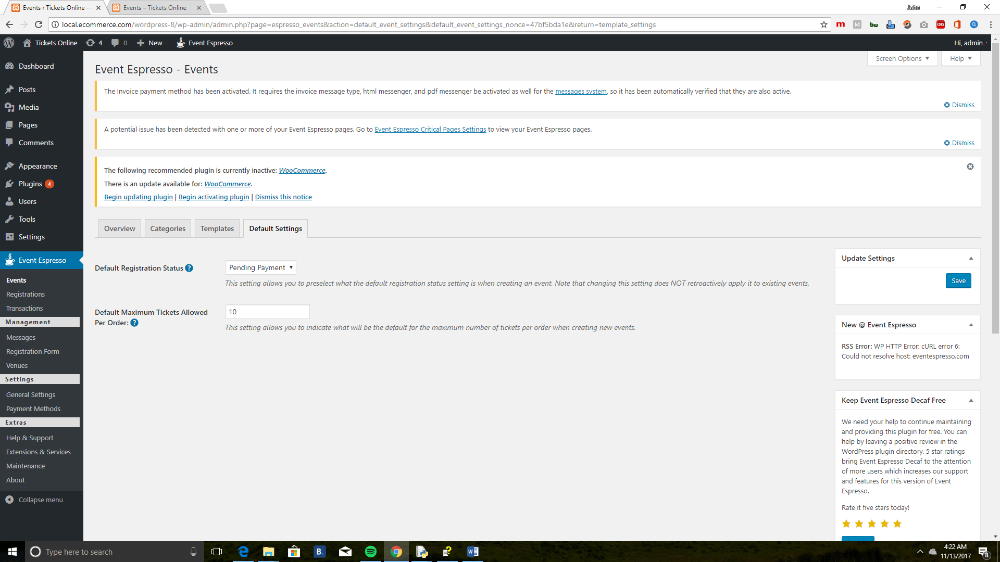 Events ‹ Tickets Online —
Events – Tickets Online
John
local.ecommerce.com/wordpress-8/wp-admin/admin.php?page=espresso_events&action=default_event_settings&default_event_settings_nonce=47bf5bda1e&return=template_settings
Tickets Online
4
0
New
Event Espresso
Hi, admin
Dashboard
Posts
Media
Pages
Comments
Appearance
Plugins 4
Users
Tools
Settings
Event Espresso
Events
Registrations
Transactions
Management
Messages
Registration Form
Venues
Settings
General Settings
Payment Methods
Extras
Help & Support
Extensions & Services
Maintenance
About
Collapse menu
Screen Options
Help
Event Espresso - Events
The Invoice payment method has been activated. It requires the invoice message type, html messenger, and pdf messenger be activated as well for the messages system, so it has been automatically verified that they are also active.
Dismiss
A potential issue has been detected with one or more of your Event Espresso pages. Go to Event Espresso Critical Pages Settings to view your Event Espresso pages.
Dismiss
The following recommended plugin is currently inactive: WooCommerce.
There is an update available for: WooCommerce.
Begin updating plugin | Begin activating plugin | Dismiss this notice
Overview
Categories
Templates
Default Settings
Default Registration Status ?
Pending Payment
This setting allows you to preselect what the default registration status setting is when creating an event. Note that changing this setting does NOT retroactively apply it to existing events.
Default Maximum Tickets Allowed
Per Order: ?
10
This setting allows you to indicate what will be the default for the maximum number of tickets per order when creating new events.
Update Settings
Save
New @ Event Espresso
RSS Error: WP HTTP Error: cURL error 6:
Could not resolve host: eventespresso.com
Keep Event Espresso Decaf Free
We need your help to continue maintaining
and providing this plugin for free. You can
help by leaving a positive review in the
WordPress plugin directory. 5 star ratings
bring Event Espresso Decaf to the attention
of more users which increases our support
and features for this version of Event
Espresso.
Rate it five stars today!
Type here to search
B.
4:22 AM
11/13/2017
8